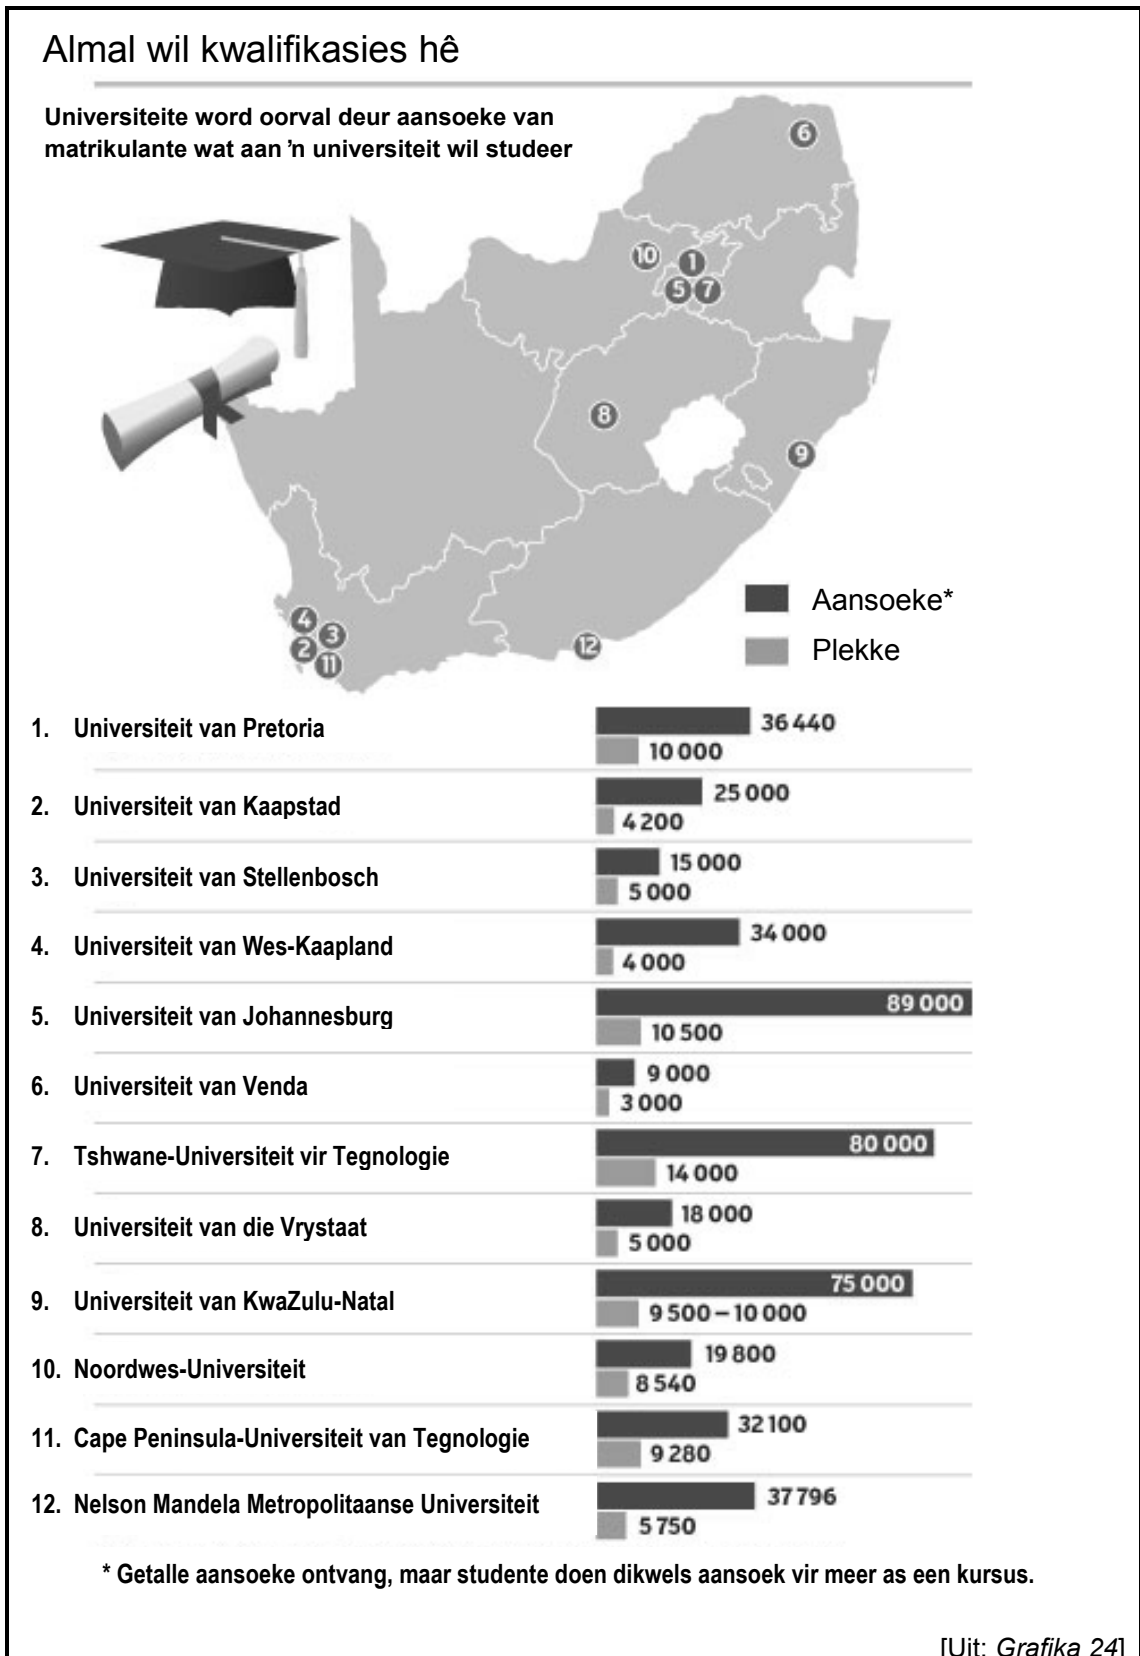 Almal wil kwalifikasies hê
Universiteite word oorval deur aansoeke van
matrikulante wat aan ’n universiteit wil studeer
6
10
1
5
7
8
9
4
3
2
11
12
Aansoeke*
Plekke
1. Universiteit van Pretoria
36 440
10 000
2. Universiteit van Kaapstad
25 000
4 200
3. Universiteit van Stellenbosch
15 000
5 000
4. Universiteit van Wes-Kaapland
34 000
4 000
5. Universiteit van Johannesburg
89 000
10 500
6. Universiteit van Venda
9 000
3 000
7. Tshwane-Universiteit vir Tegnologie
80 000
14 000
8. Universiteit van die Vrystaat
18 000
5 000
9. Universiteit van KwaZulu-Natal
75 000
9 500 – 10 000
10. Noordwes-Universiteit
19 800
8 540
11. Cape Peninsula-Universiteit van Tegnologie
32 100
9 280
12. Nelson Mandela Metropolitaanse Universiteit
37 796
5 750
* Getalle aansoeke ontvang, maar studente doen dikwels aansoek vir meer as een kursus.
[Uit: Grafika 24]